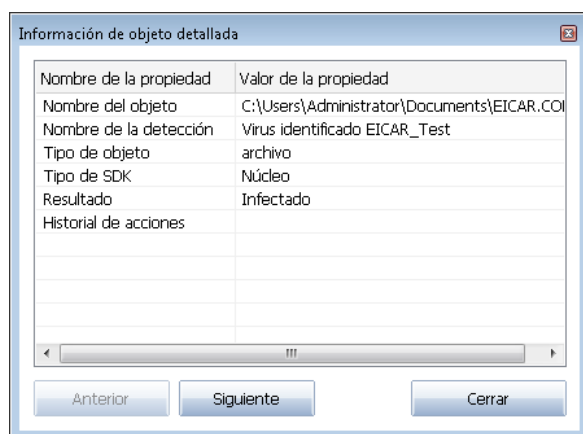 Información de objeto detallada
Nombre de la propiedad Valor de la propiedad
Nombre del objeto C:\Users\Administrator\Documents\EICAR.COI
Nombre de la detección Virus identificado EICAR_Test
Tipo de objeto archivo
Tipo de SDK Núcleo
Resultado Infectado
Historial de acciones
Anterior Siguiente Cerrar